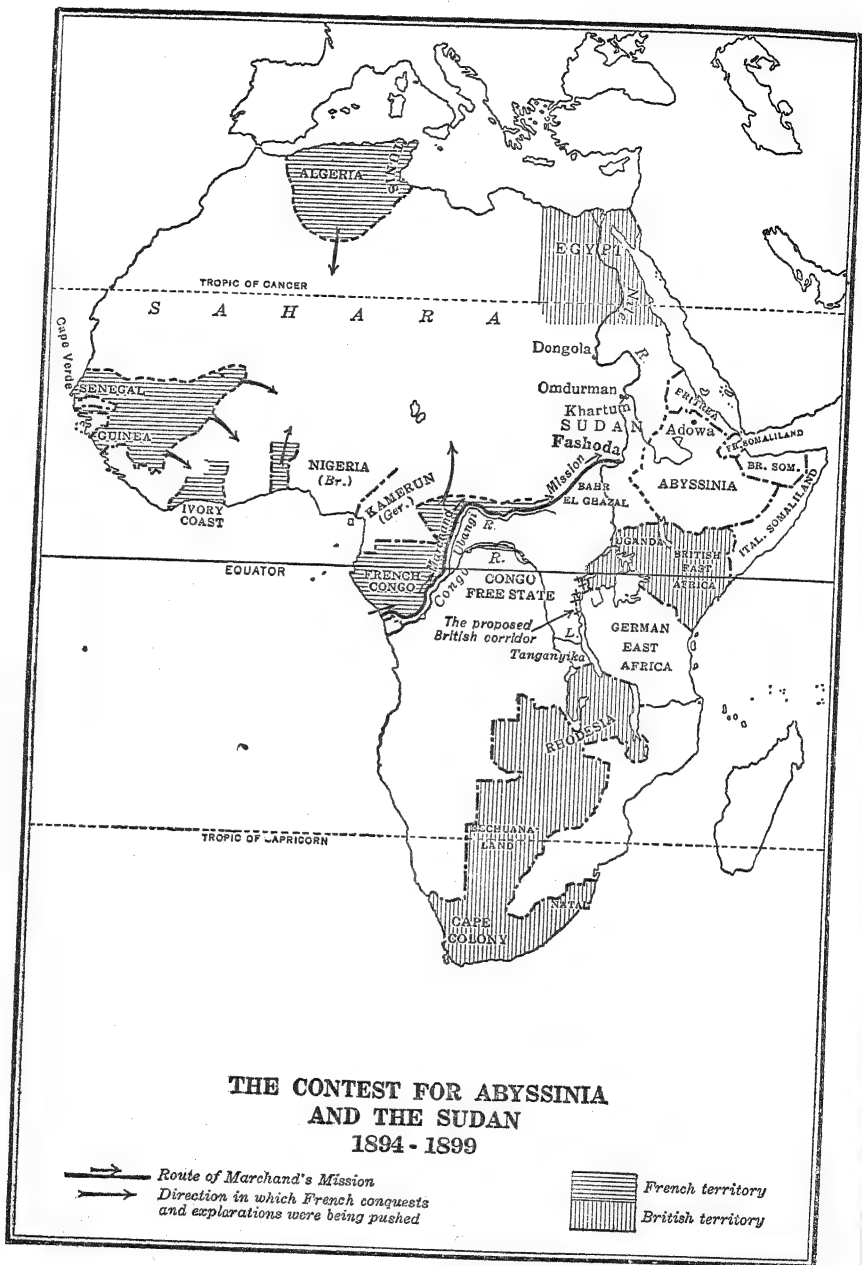 ALGERIA
TUNIS
EGYPT
TROPIC OF CANCER
SAHARA
Nile
R.
Cape Verde
Dongola
SENEGAL
Omdurman
ERITREA
Khartum
SUDAN
Adowa
GUINEA
FR. SOMALILAND
Fashoda
BR. SOM.
NIGERIA
(Br.)
Mission
BAHR
EL GHAZAL
ABYSSINIA
KAMERUN
(Ger.)
ITAL. SOMALILAND
IVORY
COAST
Marchand
Ubangi
R.
UGANDA
BRITISH
EAST
AFRICA
R.
EQUATOR
FRENCH
CONGO
Congo
CONGO
FREE STATE
The proposed
British corridor
GERMAN
EAST
AFRICA
L.
Tanganyika
RHODESIA
TROPIC OF CAPRICORN
BECHUANA-
LAND
NATAL
CAPE
COLONY
THE CONTEST FOR ABYSSINIA
AND THE SUDAN
1894 - 1899
Route of Marchand's Mission
Direction in which French conquests
and explorations were being pushed
French territory
British territory